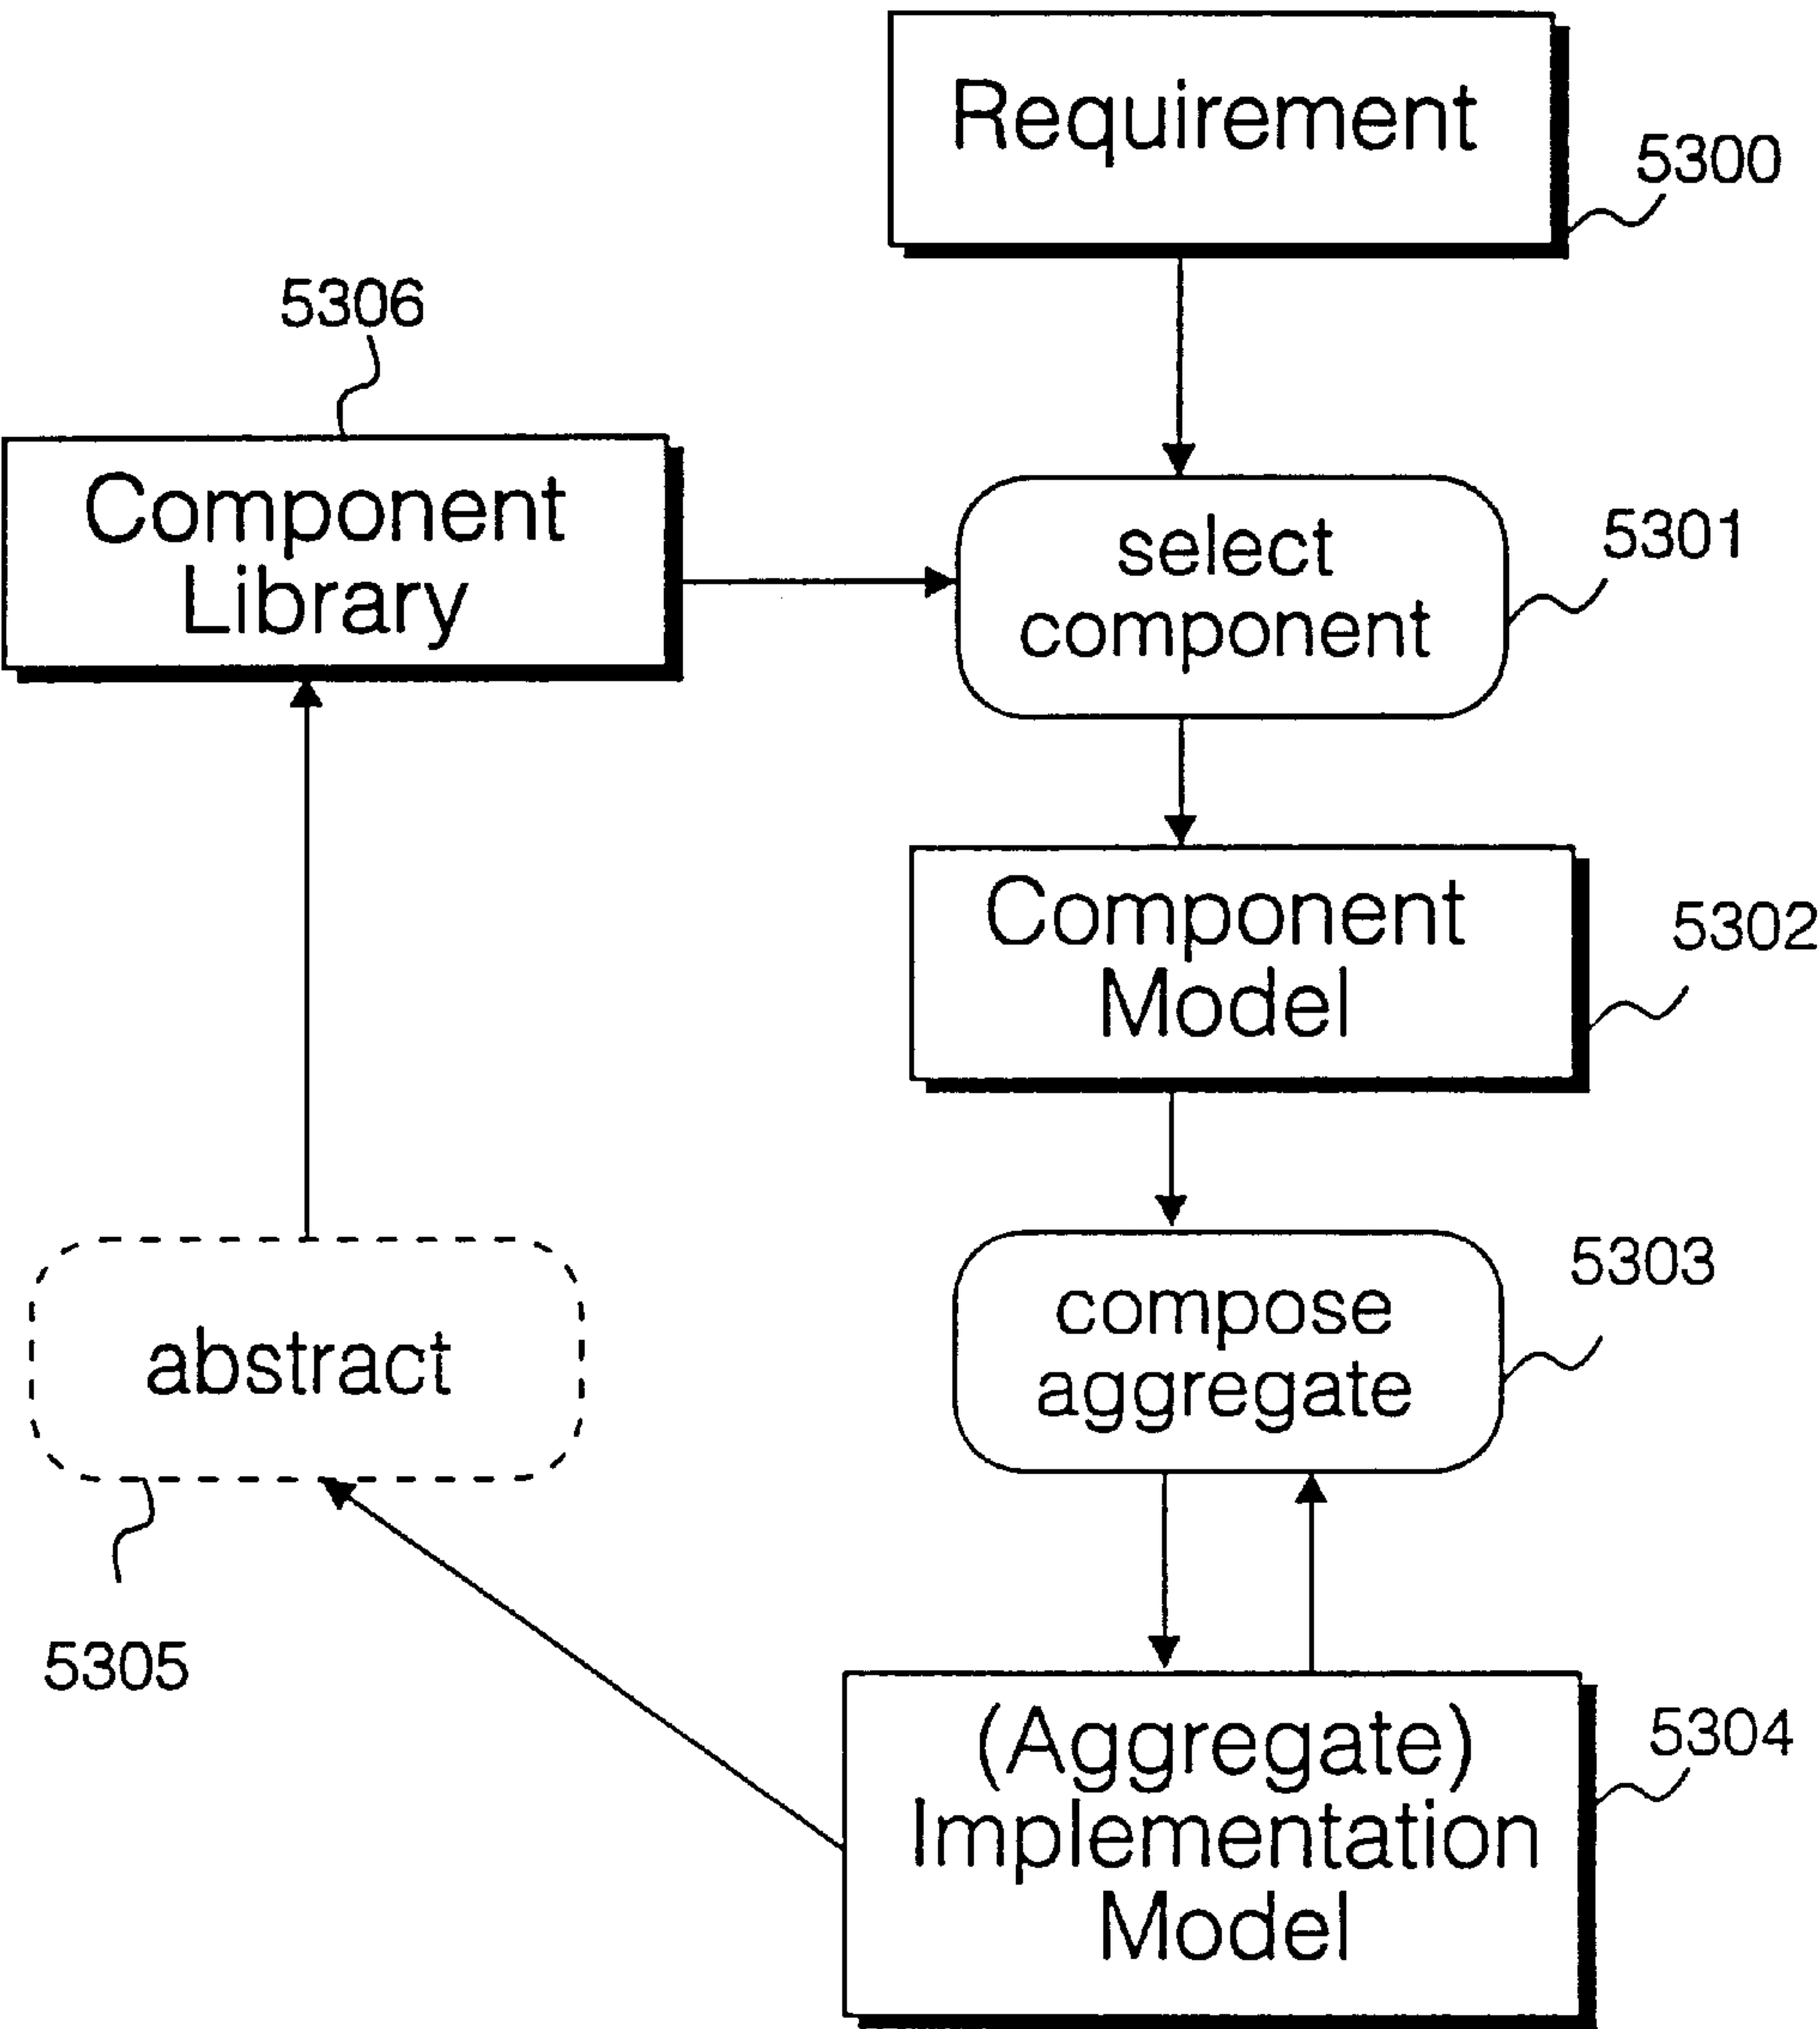 Requirement
5300
5306
Component
Library
select
component
5301
Component
Model
5302
compose
aggregate
5303
abstract
5305
(Aggregate)
Implementation
Model
5304